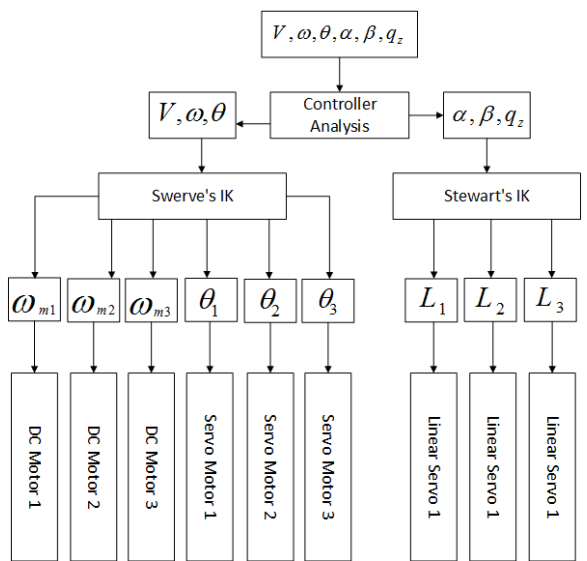 V, ω, θ, α, β, q_z
V, ω, θ
Controller
Analysis
α, β, q_z
Swerve's IK
Stewart's IK
ω_m1
ω_m2
ω_m3
θ_1
θ_2
θ_3
L_1
L_2
L_3
DC Motor 1
DC Motor 2
DC Motor 3
Servo Motor 1
Servo Motor 2
Servo Motor 3
Linear Servo 1
Linear Servo 1
Linear Servo 1